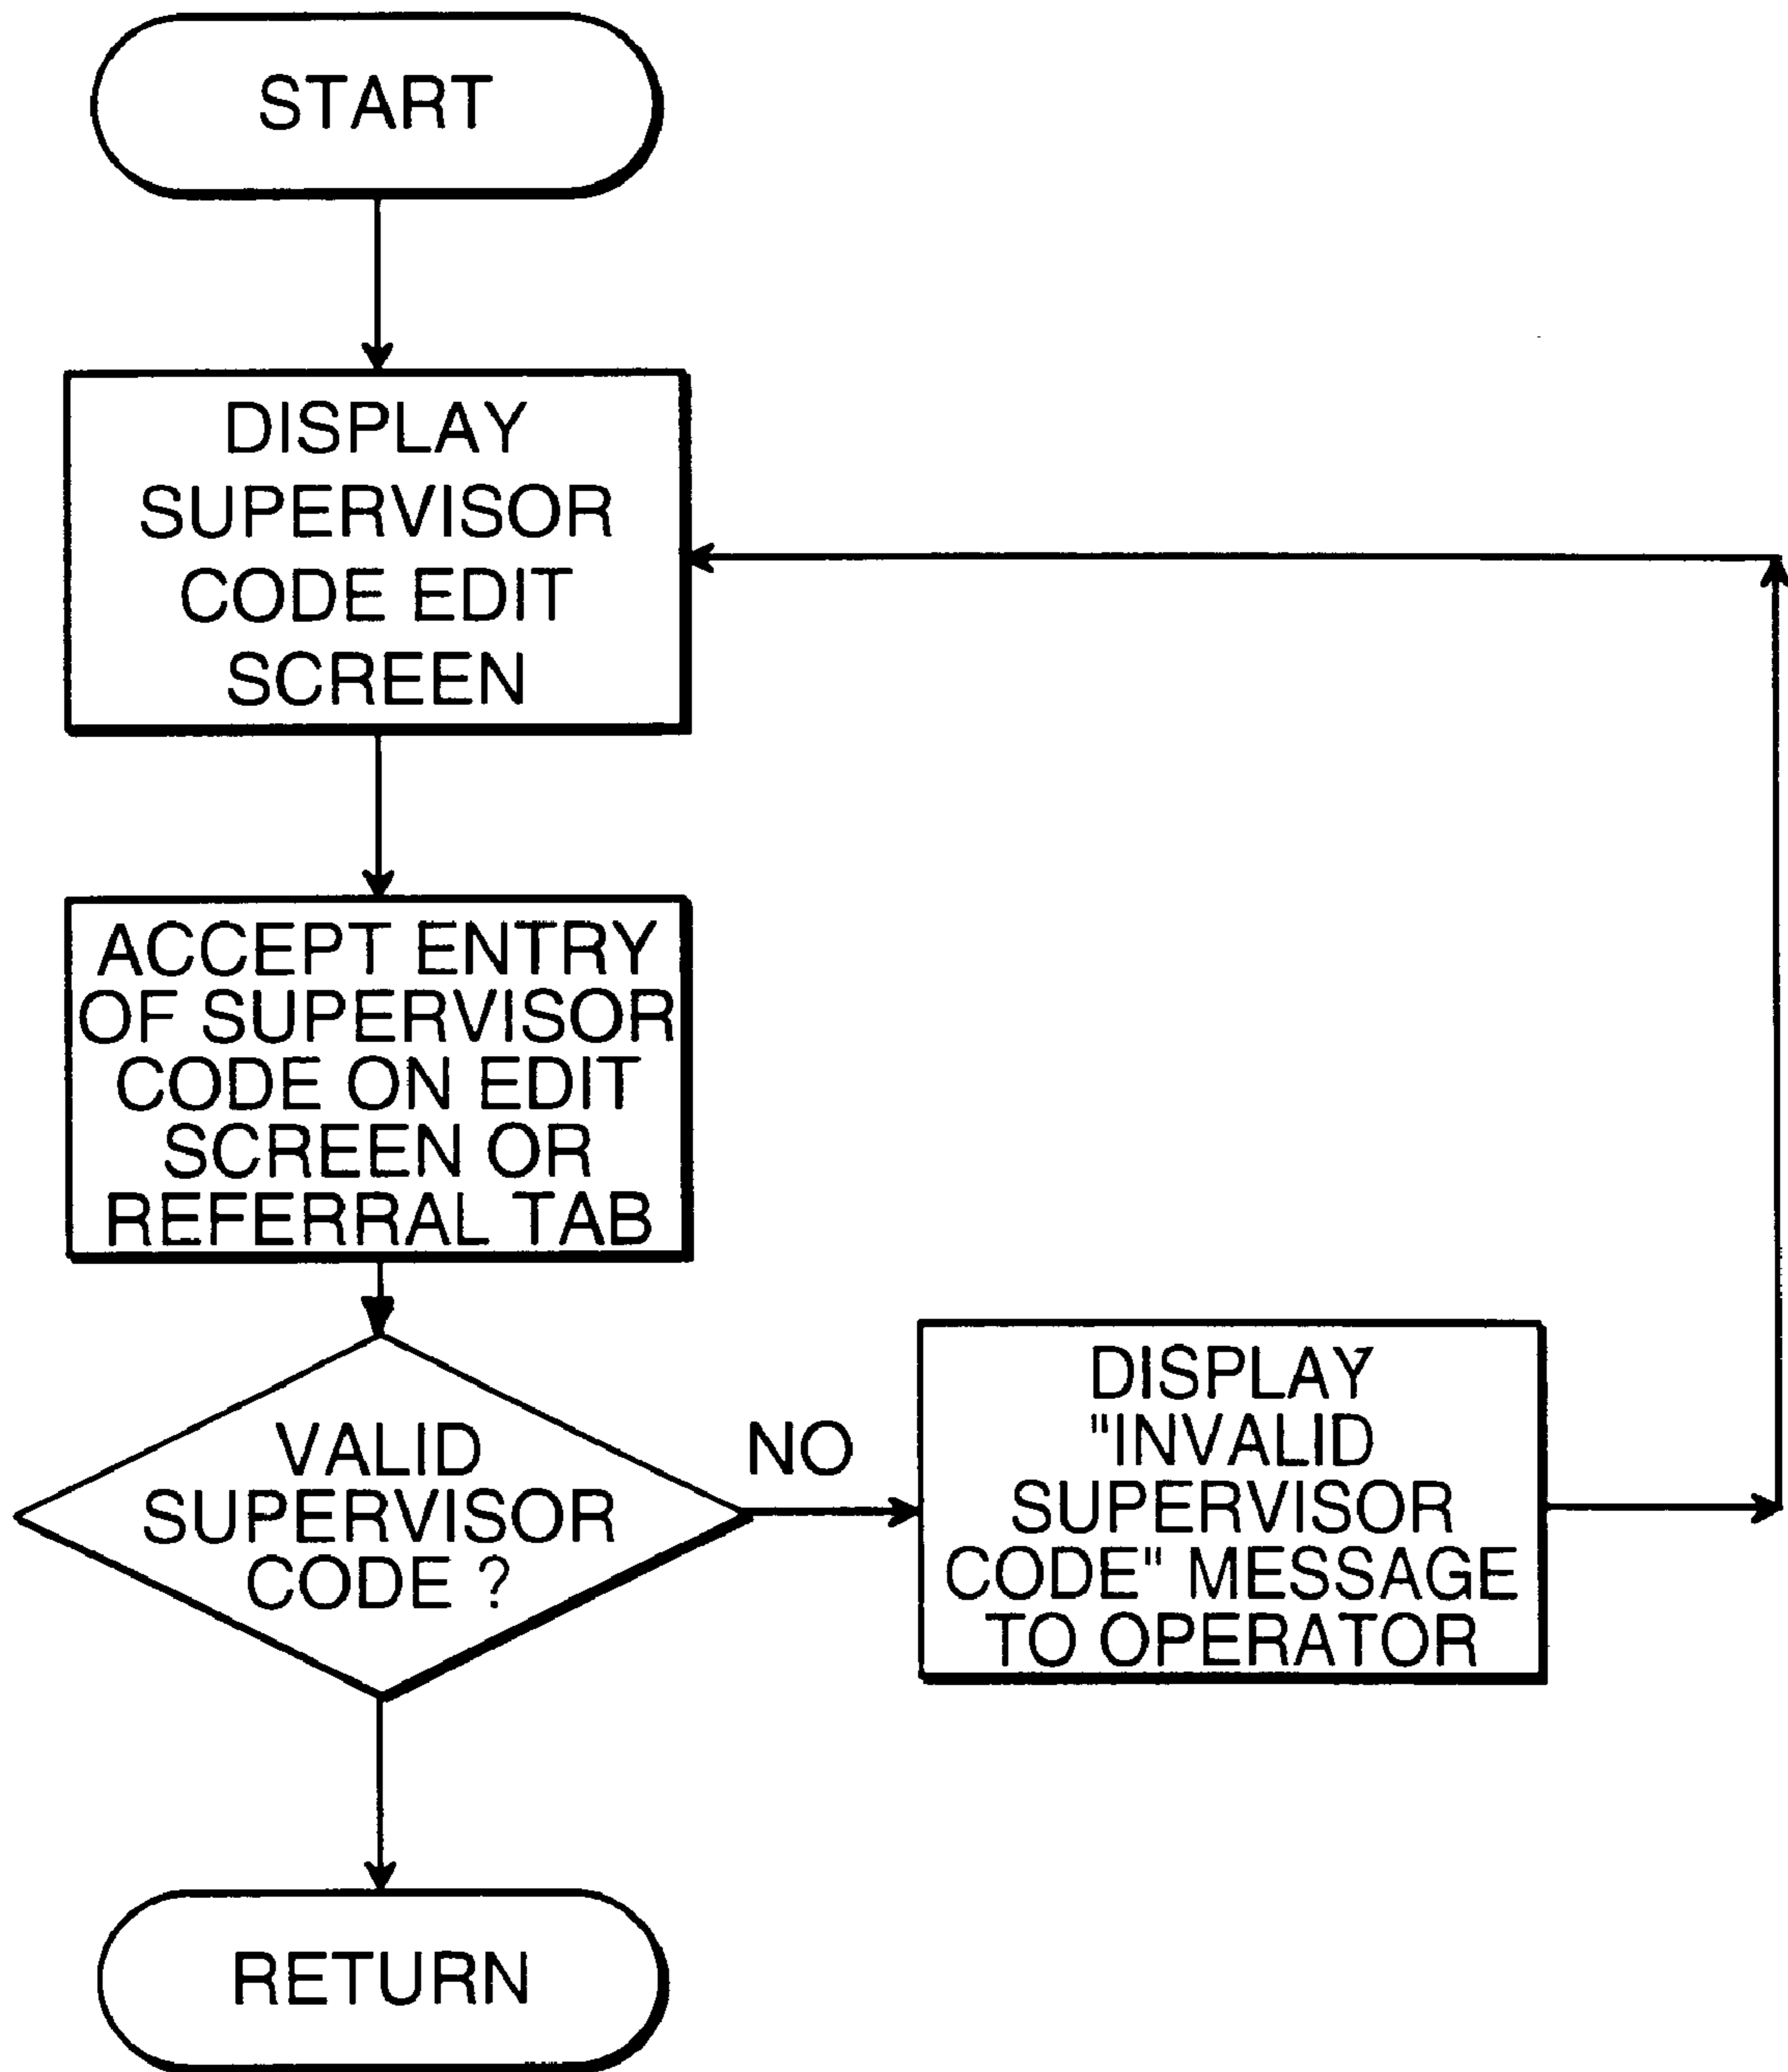 START
DISPLAY
SUPERVISOR
CODE EDIT
SCREEN
ACCEPT ENTRY
OF SUPERVISOR
CODE ON EDIT
SCREEN OR
REFERRAL TAB
VALID
SUPERVISOR
CODE ?
NO
DISPLAY
"INVALID
SUPERVISOR
CODE" MESSAGE
TO OPERATOR
RETURN